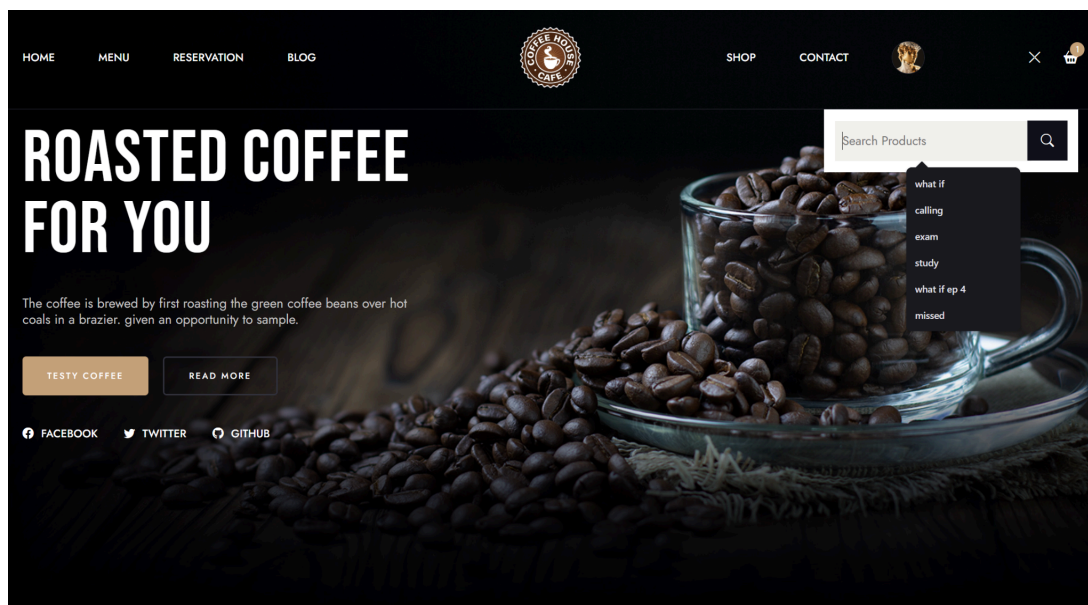 HOME
MENU
RESERVATION
BLOG
COFFEE HOUSE
CAFE
SHOP
CONTACT
1
Search Products
what if
calling
exam
study
what if ep 4
missed
ROASTED COFFEE
FOR YOU
The coffee is brewed by first roasting the green coffee beans over hot
coals in a brazier. given an opportunity to sample.
TESTY COFFEE
READ MORE
FACEBOOK
TWITTER
GITHUB